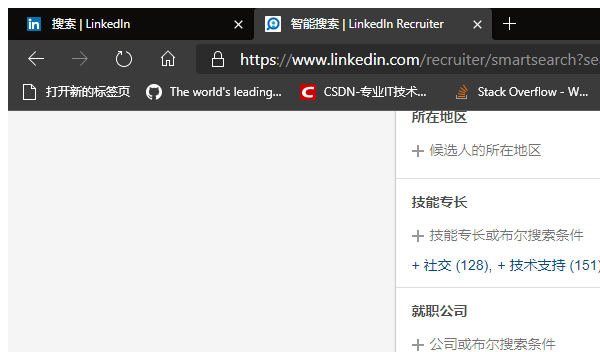 搜索 | LinkedIn
智能搜索 | LinkedIn Recruiter
https://www.linkedin.com/recruiter/smartsearch?sea
打开新的标签页 The world's leading... CSDN-专业IT技术... Stack Overflow - W...
所在地区
+ 候选人的所在地区
技能专长
+ 技能专长或布尔搜索条件
+ 社交 (128), + 技术支持 (151)
就职公司
+ 公司或布尔搜索条件